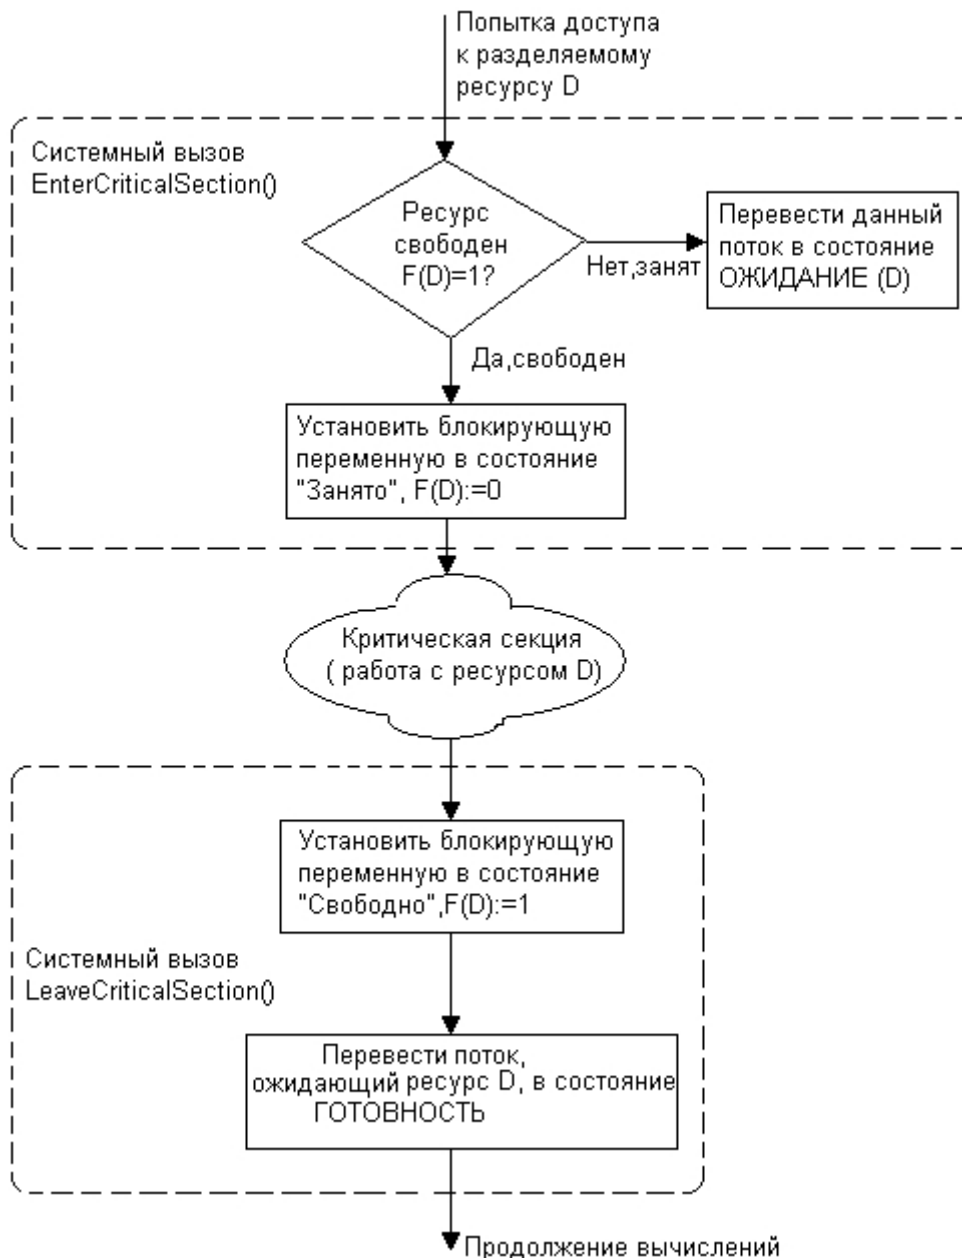 Попытка доступа
к разделяемому
ресурсу D
Системный вызов
EnterCriticalSection()
Ресурс
свободен
F(D)=1?
Нет,занят
Перевести данный
поток в состояние
ОЖИДАНИЕ (D)
Да,свободен
Установить блокирующую
переменную в состояние
"Занято", F(D):=0
Критическая секция
( работа с ресурсом D)
Установить блокирующую
переменную в состояние
"Свободно",F(D):=1
Системный вызов
LeaveCriticalSection()
Перевести поток,
ожидающий ресурс D, в состояние
ГОТОВНОСТЬ
Продолжение вычислений